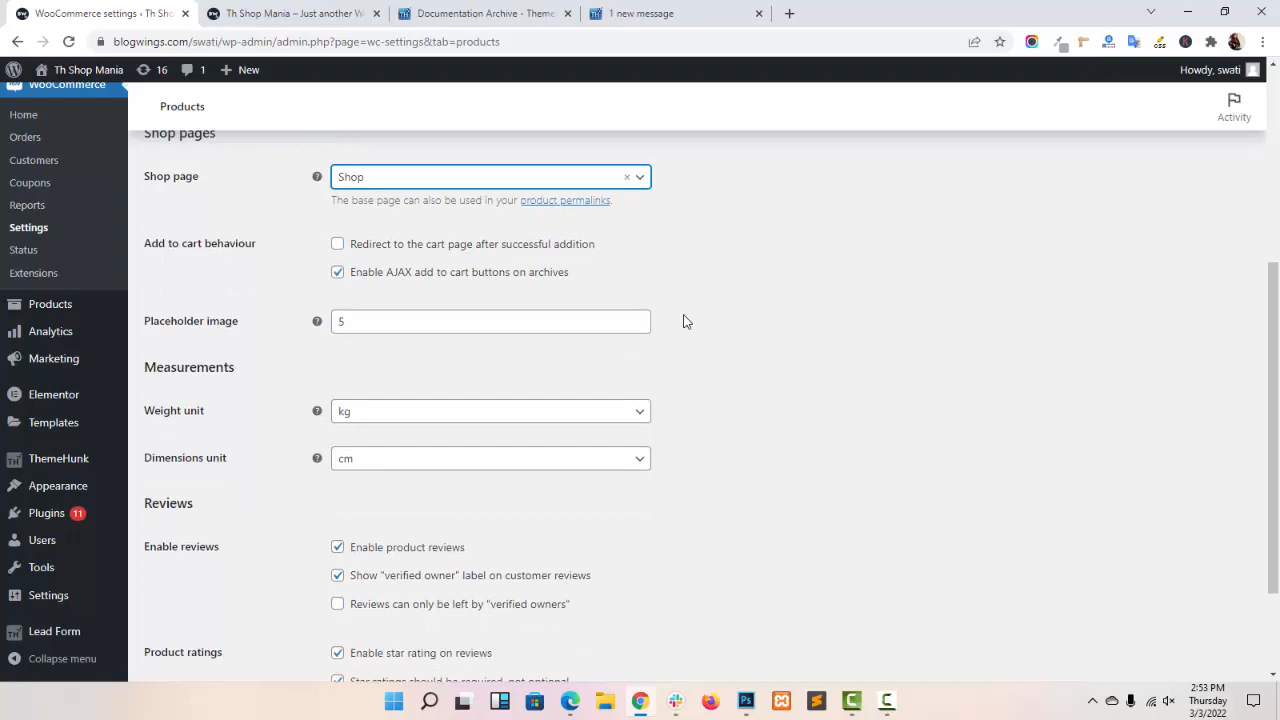 WooCommerce settings ‹ Th Shop
Th Shop Mania – Just another W
Documentation Archive - Theme
1 new message
blogwings.com/swati/wp-admin/admin.php?page=wc-settings&tab=products
Th Shop Mania
16
1
New
Howdy, swati
WooCommerce
Home
Orders
Customers
Coupons
Reports
Settings
Status
Extensions
Products
Analytics
Marketing
Elementor
Templates
ThemeHunk
Appearance
Plugins 11
Users
Tools
Settings
Lead Form
Collapse menu
Products
Activity
Shop pages
Shop page
Shop
The base page can also be used in your product permalinks.
Add to cart behaviour
Redirect to the cart page after successful addition
Enable AJAX add to cart buttons on archives
Placeholder image
5
Measurements
Weight unit
kg
Dimensions unit
cm
Reviews
Enable reviews
Enable product reviews
Show "verified owner" label on customer reviews
Reviews can only be left by "verified owners"
Product ratings
Enable star rating on reviews
Star ratings should be required, not optional
2:53 PM
Thursday
3/3/2022